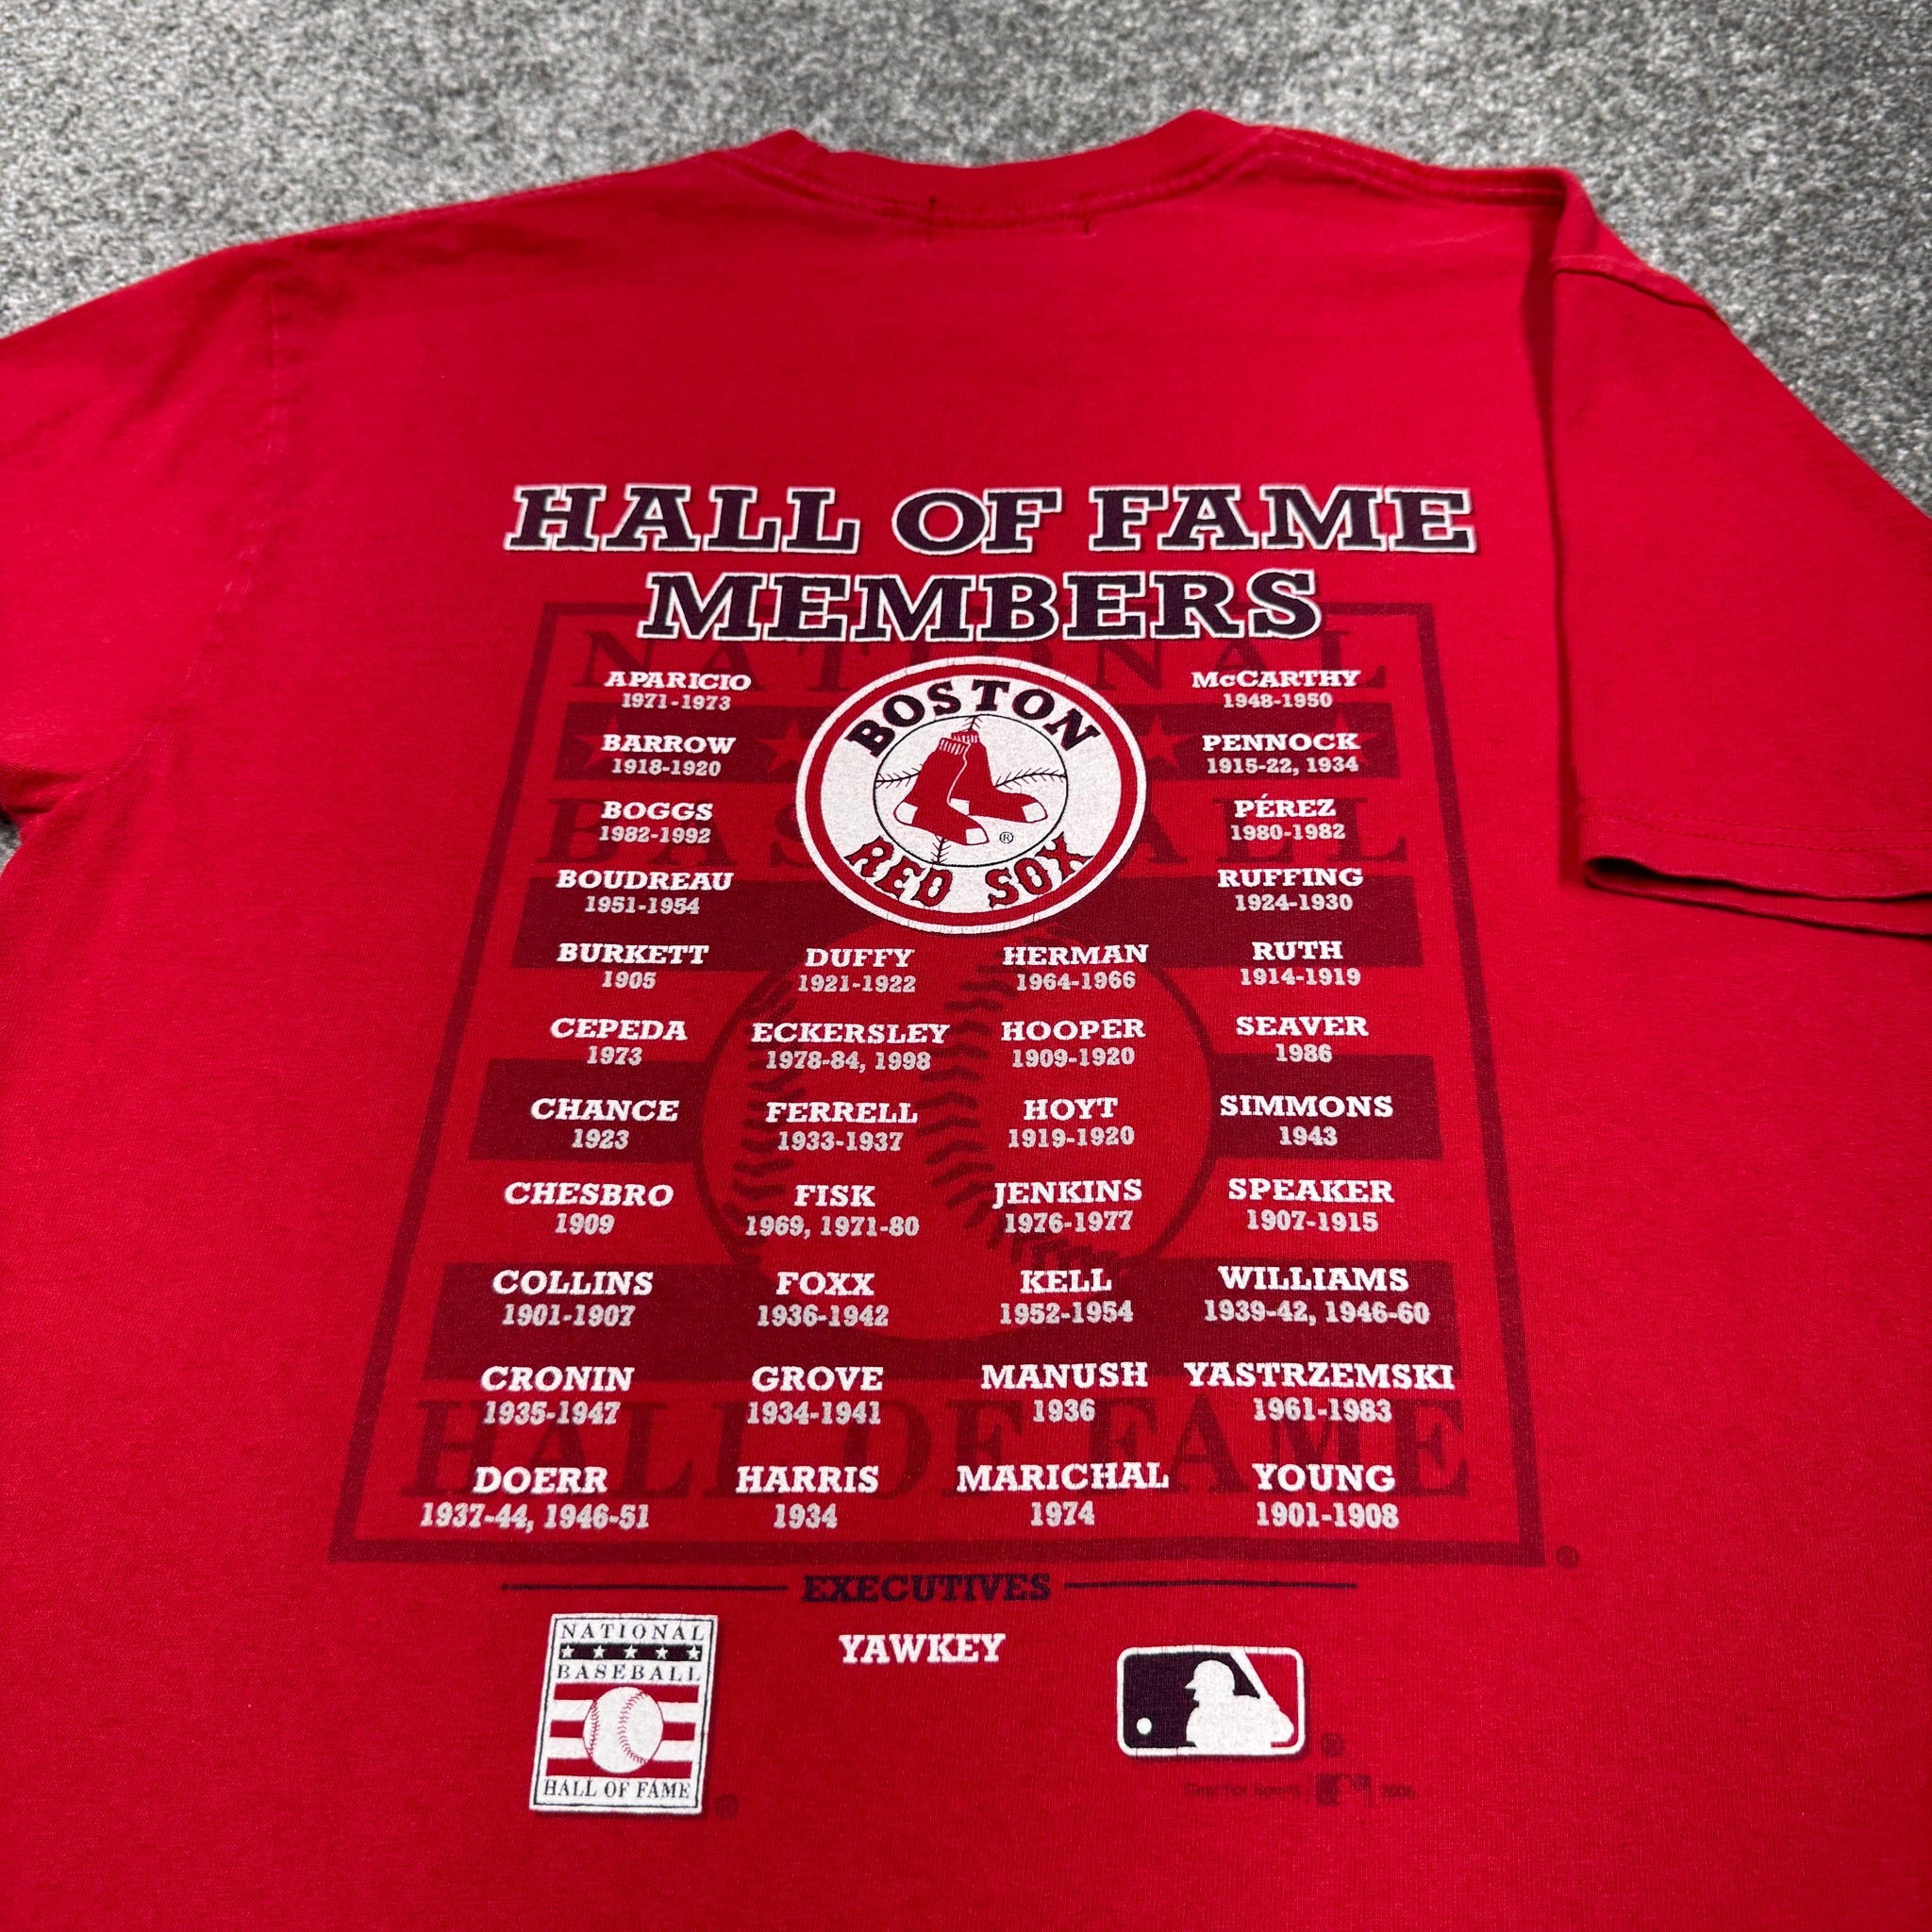 HALL OF FAME
MEMBERS
NATIONAL
BASEBALL
HALL OF FAME
BOSTON
RED SOX
®
APARICIO
1971-1973
BARROW
1918-1920
BOGGS
1982-1992
BOUDREAU
1951-1954
BURKETT
1905
CEPEDA
1973
CHANCE
1923
CHESBRO
1909
COLLINS
1901-1907
CRONIN
1935-1947
DOERR
1937-44, 1946-51
DUFFY
1921-1922
ECKERSLEY
1978-84, 1998
FERRELL
1933-1937
FISK
1969, 1971-80
FOXX
1936-1942
GROVE
1934-1941
HARRIS
1934
HERMAN
1964-1966
HOOPER
1909-1920
HOYT
1919-1920
JENKINS
1976-1977
KELL
1952-1954
MANUSH
1936
MARICHAL
1974
McCARTHY
1948-1950
PENNOCK
1915-22, 1934
PÉREZ
1980-1982
RUFFING
1924-1930
RUTH
1914-1919
SEAVER
1986
SIMMONS
1943
SPEAKER
1907-1915
WILLIAMS
1939-42, 1946-60
YASTRZEMSKI
1961-1983
YOUNG
1901-1908
®
EXECUTIVES
YAWKEY
NATIONAL
BASEBALL
HALL OF FAME
®
®